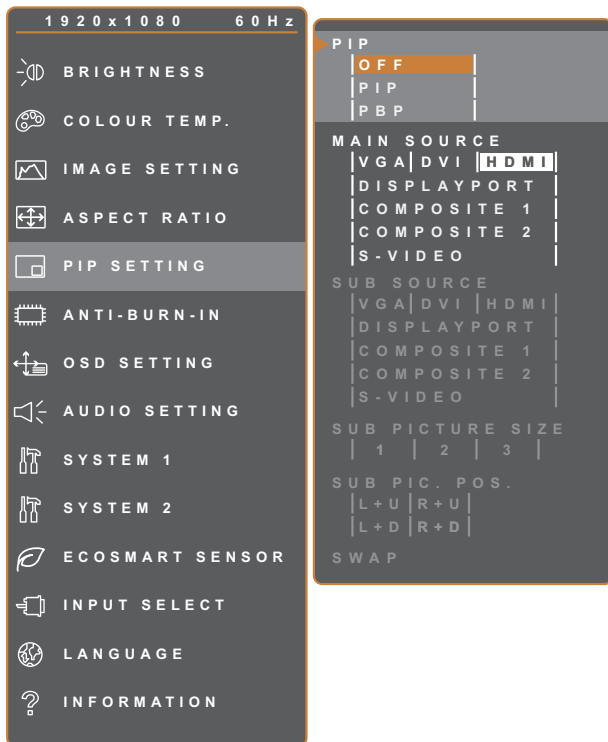 1920x1080 60Hz
BRIGHTNESS
COLOUR TEMP.
IMAGE SETTING
ASPECT RATIO
PIP SETTING
ANTI-BURN-IN
OSD SETTING
AUDIO SETTING
SYSTEM 1
SYSTEM 2
ECOSMART SENSOR
INPUT SELECT
LANGUAGE
INFORMATION
PIP
OFF
PIP
PBP
MAIN SOURCE
VGA DVI HDMI
DISPLAYPORT
COMPOSITE 1
COMPOSITE 2
S-VIDEO
SUB SOURCE
VGA DVI HDMI
DISPLAYPORT
COMPOSITE 1
COMPOSITE 2
S-VIDEO
SUB PICTURE SIZE
1 2 3
SUB PIC. POS.
L+U R+U
L+D R+D
SWAP